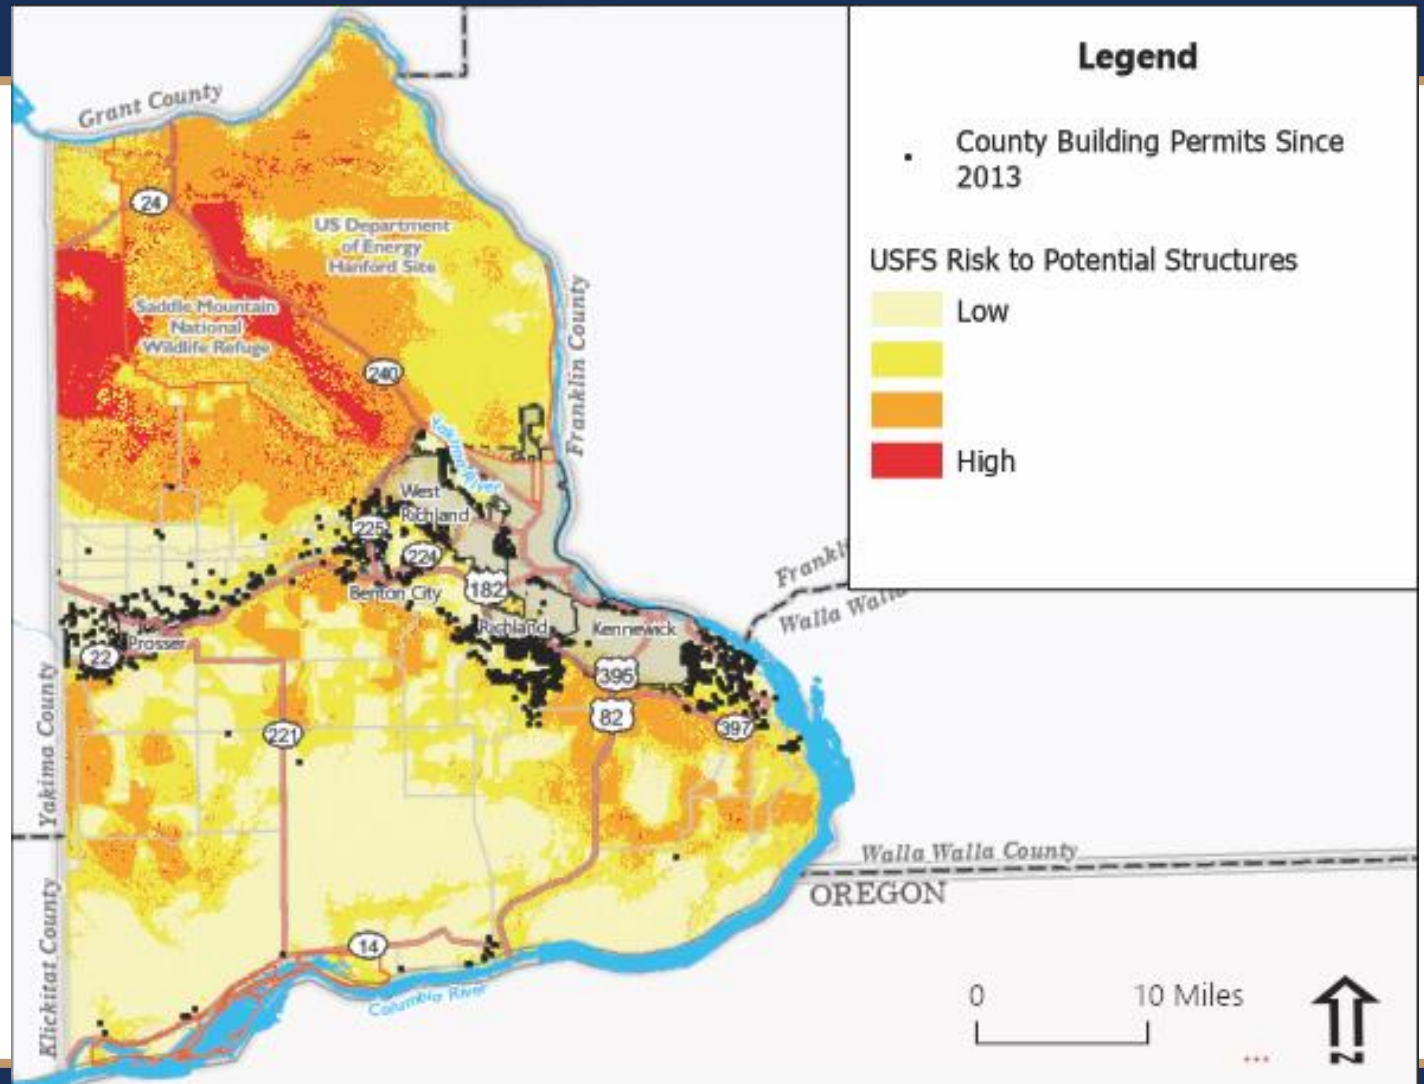 Legend
County Building Permits Since
2013
USFS Risk to Potential Structures
Low
High
Grant County
24
US Department
of Energy
Hanford Site
Saddle Mountain
National
Wildlife Refuge
240
Franklin County
Yakima River
West
Richland
225
224
Benton City
182
Richland
Kennewick
Prosser
22
395
82
397
221
Yakima County
Walla Walla
Walla Walla County
OREGON
Klickitat County
14
Columbia River
0 10 Miles
N